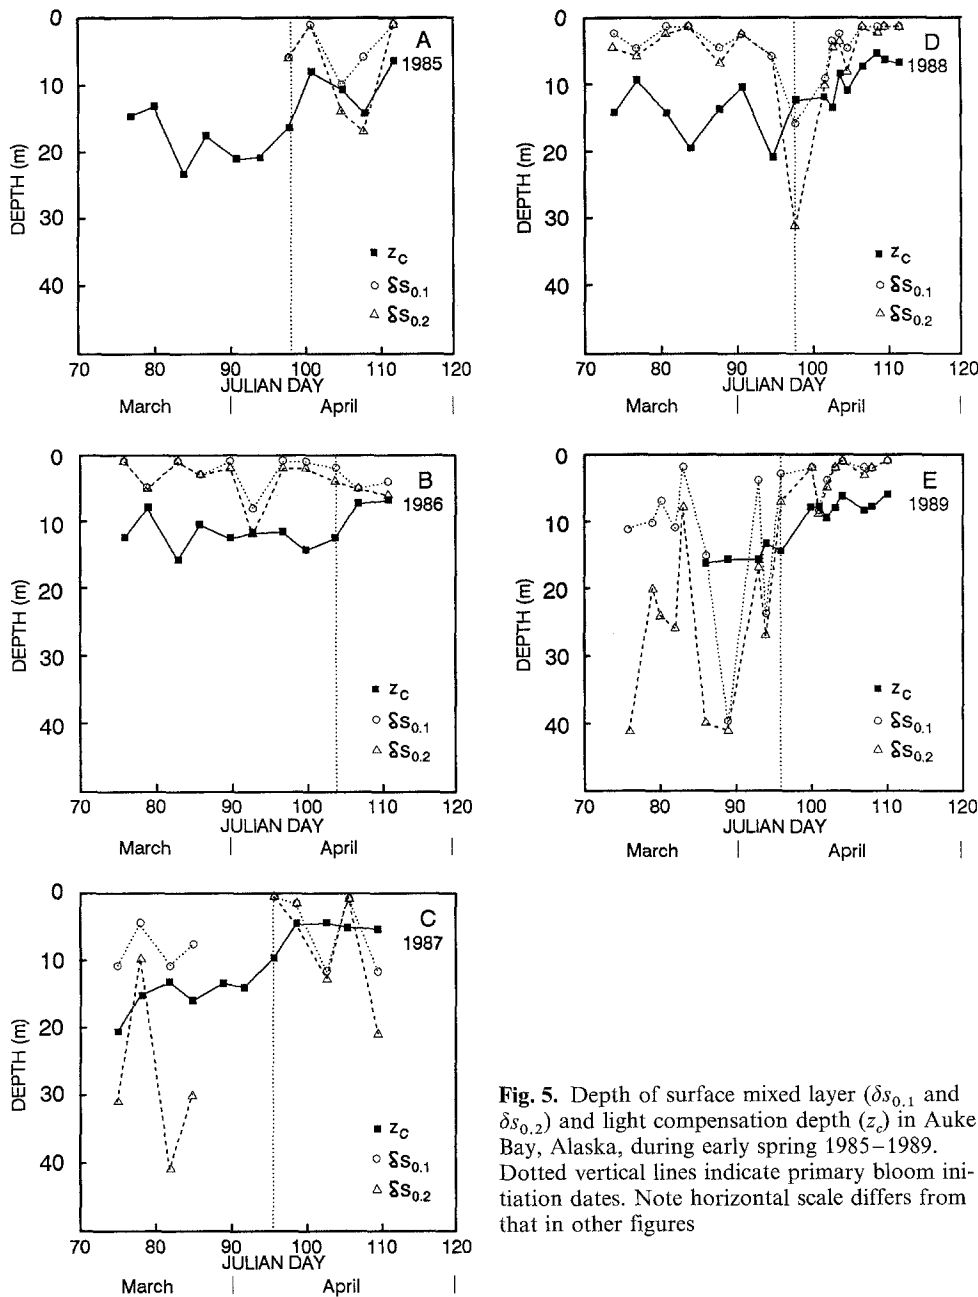 A
1985
0
10
20
30
40
DEPTH (m)
z_c
δs_0.1
δs_0.2
70 80 90 100 110 120
JULIAN DAY
March | April |
D
1988
0
10
20
30
40
DEPTH (m)
z_c
δs_0.1
δs_0.2
70 80 90 100 110 120
JULIAN DAY
March | April |
B
1986
0
10
20
30
40
DEPTH (m)
z_c
δs_0.1
δs_0.2
70 80 90 100 110 120
JULIAN DAY
March | April |
E
1989
0
10
20
30
40
DEPTH (m)
z_c
δs_0.1
δs_0.2
70 80 90 100 110 120
JULIAN DAY
March | April |
C
1987
0
10
20
30
40
DEPTH (m)
z_c
δs_0.1
δs_0.2
70 80 90 100 110 120
JULIAN DAY
March | April |
Fig. 5. Depth of surface mixed layer (δs_0.1 and
δs_0.2) and light compensation depth (z_c) in Auke
Bay, Alaska, during early spring 1985–1989.
Dotted vertical lines indicate primary bloom ini-
tiation dates. Note horizontal scale differs from
that in other figures